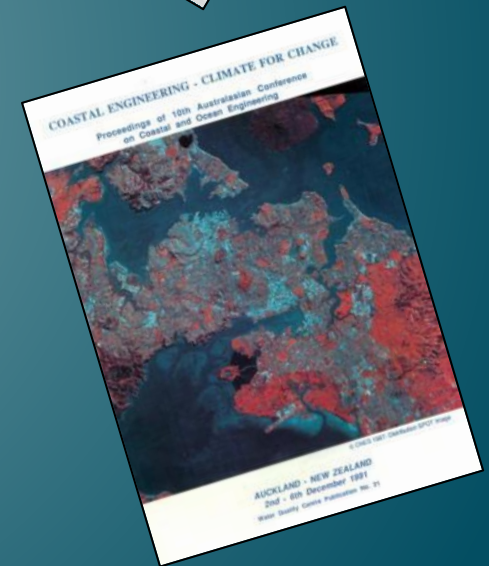 COASTAL ENGINEERING - CLIMATE FOR CHANGE
Proceedings of 10th Australasian Conference
on Coastal and Ocean Engineering
© CNES 1987: Distribution SPOT Image
AUCKLAND - NEW ZEALAND
2nd - 6th December 1991
Water Quality Centre Publication No. 21